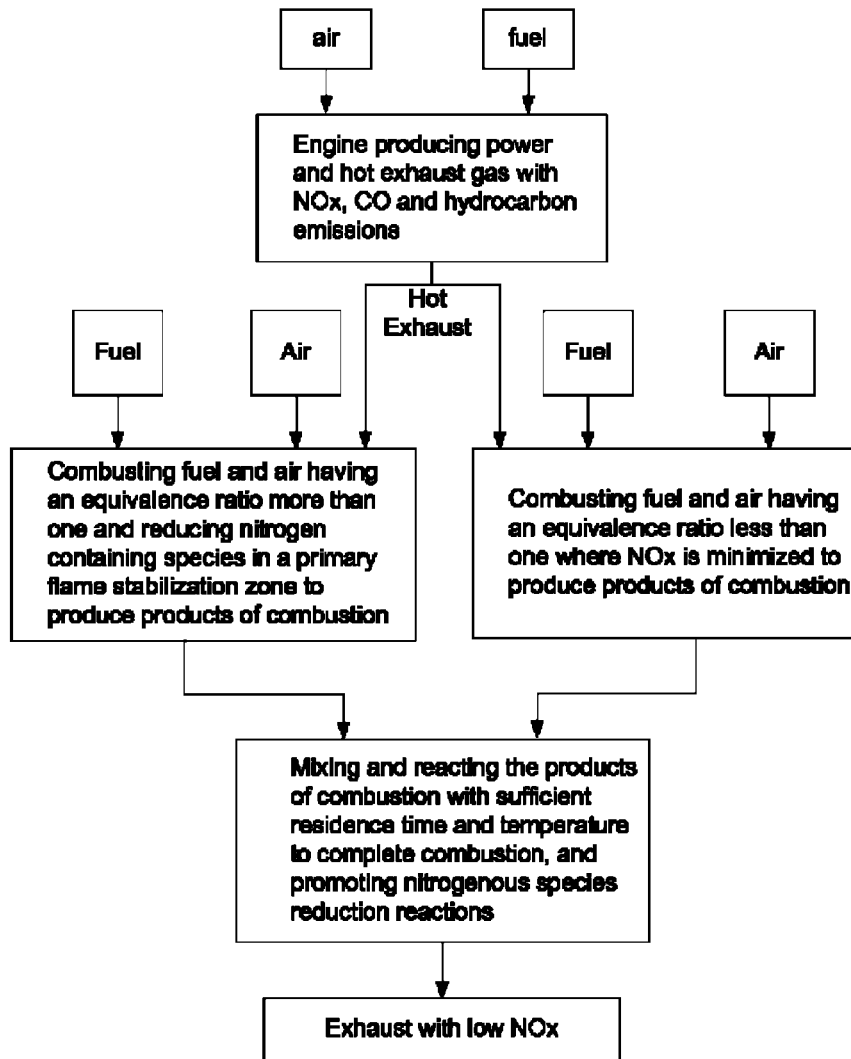 air
fuel
Engine producing power
and hot exhaust gas with
NOx, CO and hydrocarbon
emissions
Hot
Exhaust
Fuel
Air
Fuel
Air
Combusting fuel and air having
an equivalence ratio more than
one and reducing nitrogen
containing species in a primary
flame stabilization zone to
produce products of combustion
Combusting fuel and air having
an equivalence ratio less than
one where NOx is minimized to
produce products of combustion
Mixing and reacting the products
of combustion with sufficient
residence time and temperature
to complete combustion, and
promoting nitrogenous species
reduction reactions
Exhaust with low NOx